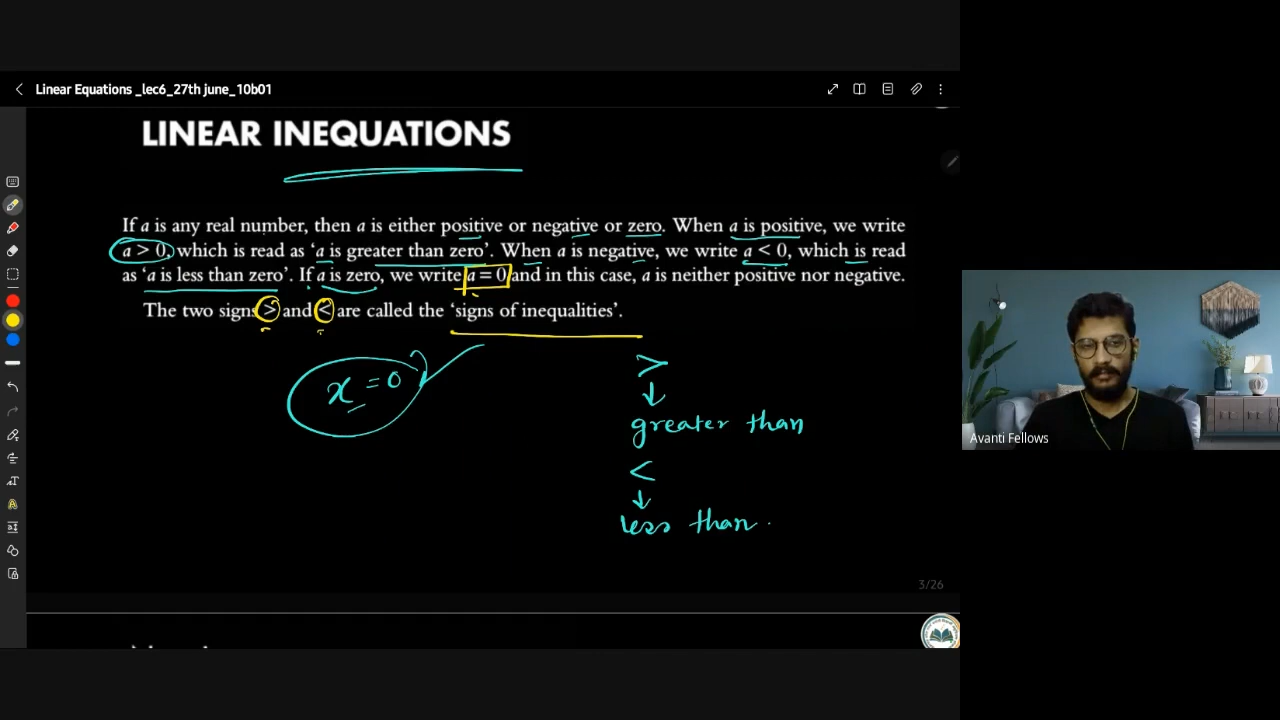 Linear Equations _lec6_27th june_10b01
LINEAR INEQUATIONS
If a is any real number, then a is either positive or negative or zero. When a is positive, we write
a > 0, which is read as ‘a is greater than zero’. When a is negative, we write a < 0, which is read
as ‘a is less than zero’. If a is zero, we write a = 0 and in this case, a is neither positive nor negative.
The two signs > and < are called the ‘signs of inequalities’.
x = 0
>
greater than
<
less than
3/26
Avanti Fellows